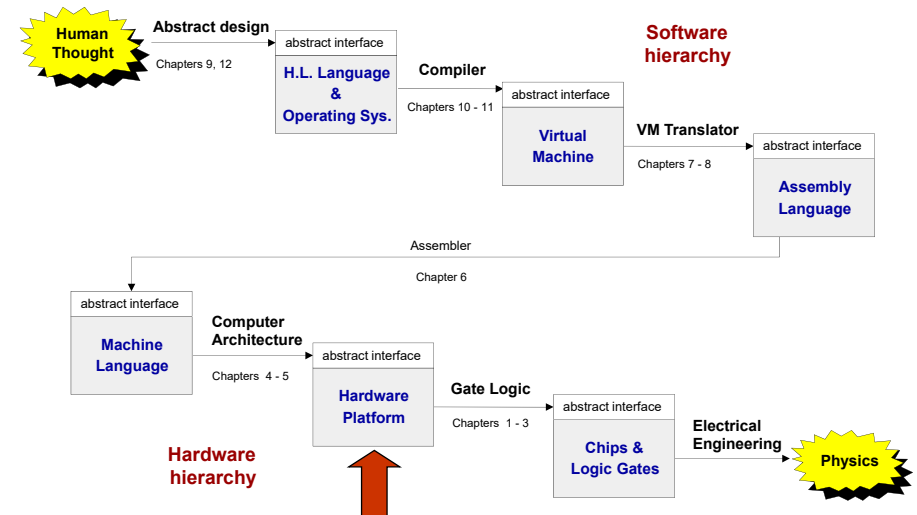 Human
Thought
Abstract design
Chapters 9, 12
abstract interface
H.L. Language
&
Operating Sys.
Compiler
Chapters 10 - 11
Software
hierarchy
abstract interface
Virtual
Machine
VM Translator
Chapters 7 - 8
abstract interface
Assembly
Language
Assembler
Chapter 6
abstract interface
Machine
Language
Computer
Architecture
Chapters 4 - 5
abstract interface
Hardware
Platform
Gate Logic
Chapters 1 - 3
abstract interface
Chips &
Logic Gates
Electrical
Engineering
Physics
Hardware
hierarchy